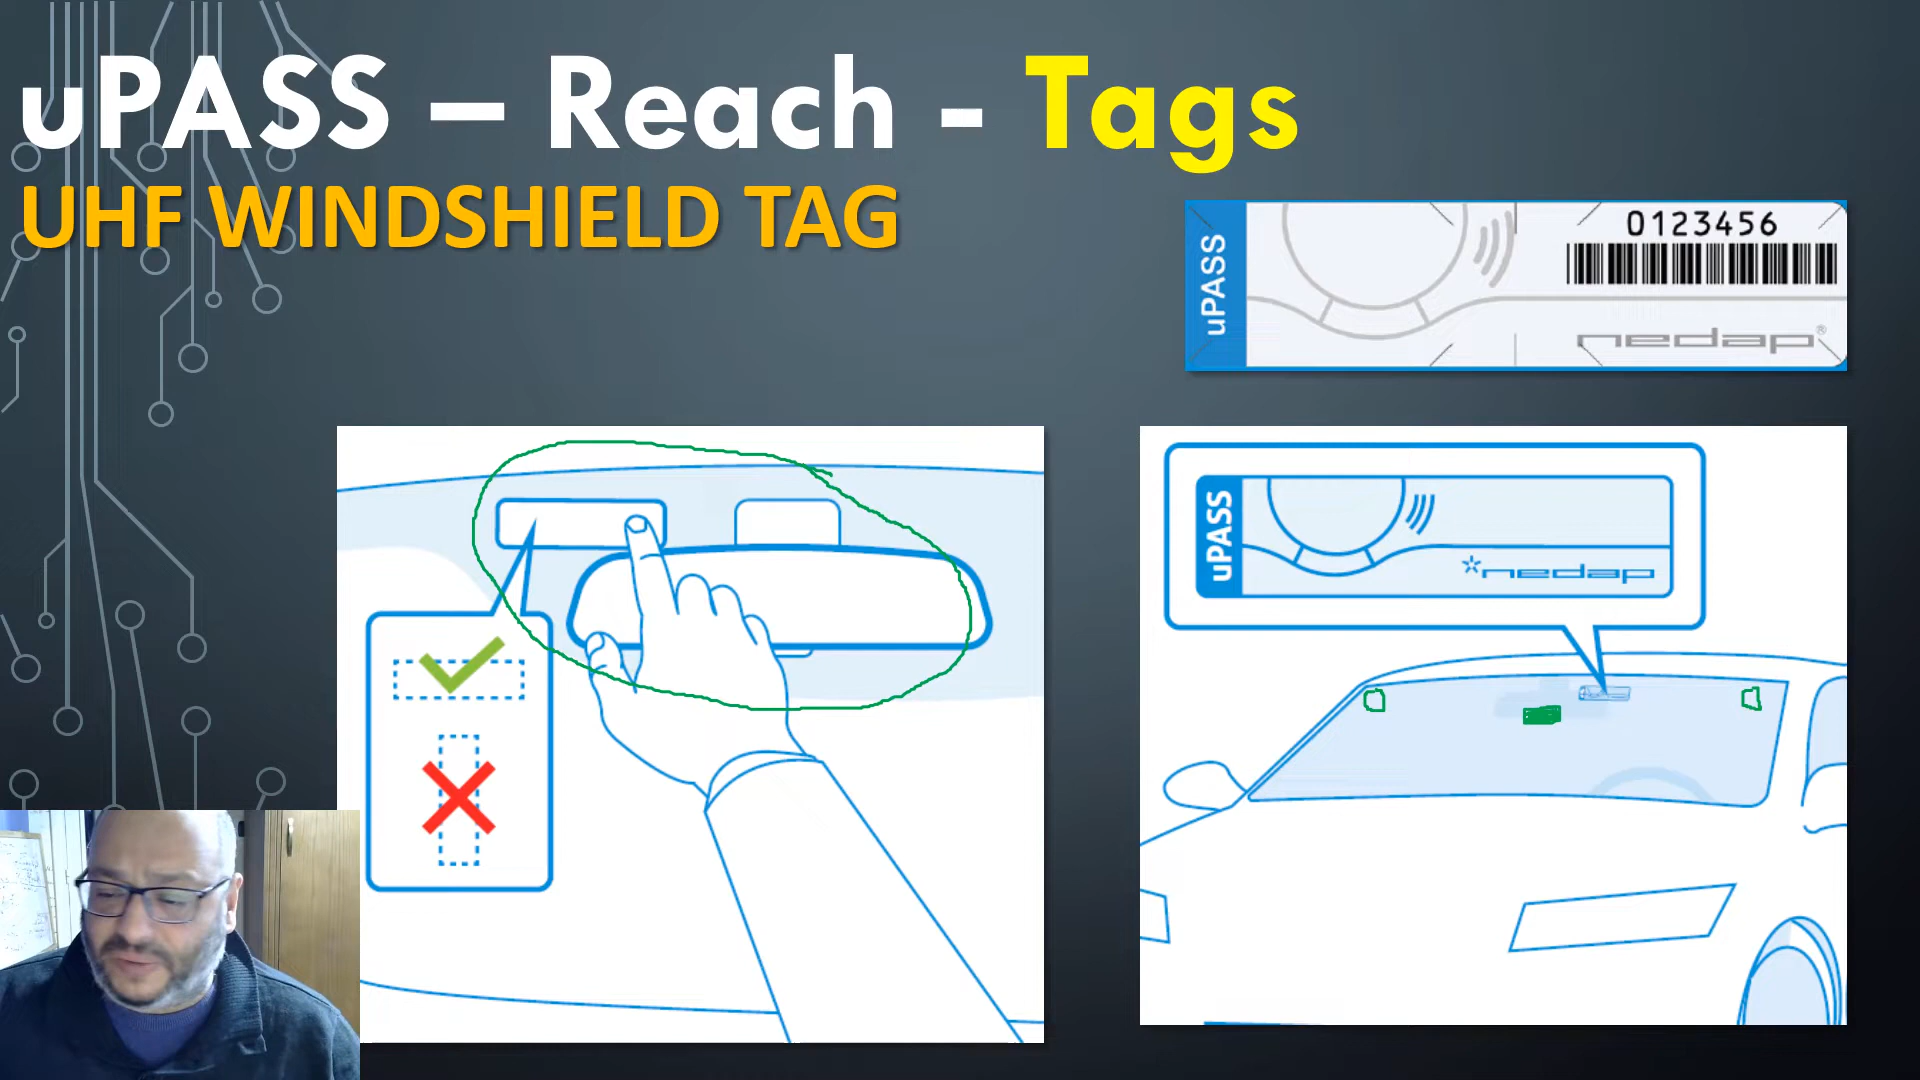 uPASS – Reach - Tags
UHF WINDSHIELD TAG
uPASS
0123456
nedap®
uPASS
*nedap